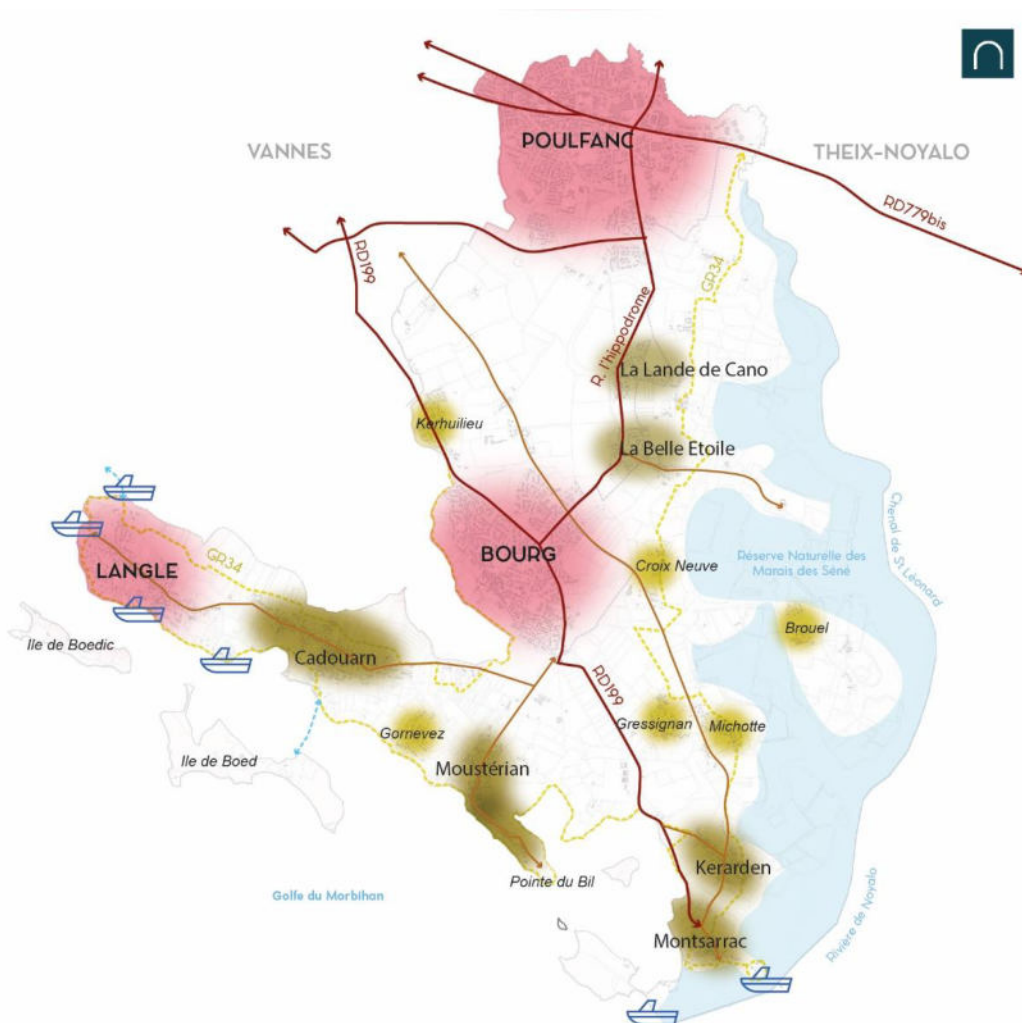 POULFANC
VANNES
THEIX-NOYALO
RD779bis
RD199
GR34
R. l'hippodrome
La Lande de Cano
Kerhuilieu
La Belle Etoile
Chenal de St Léonard
BOURG
Réserve Naturelle des
Marais des Séné
Croix Neuve
GR34
LANGLE
Brouel
Ile de Boedic
Cadouarn
RD199
Gressignan
Michotte
Gornevez
Ile de Boed
Moustérian
Kerarden
Pointe du Bil
Golfe du Morbihan
Rivière de Noyalo
Montsarrac